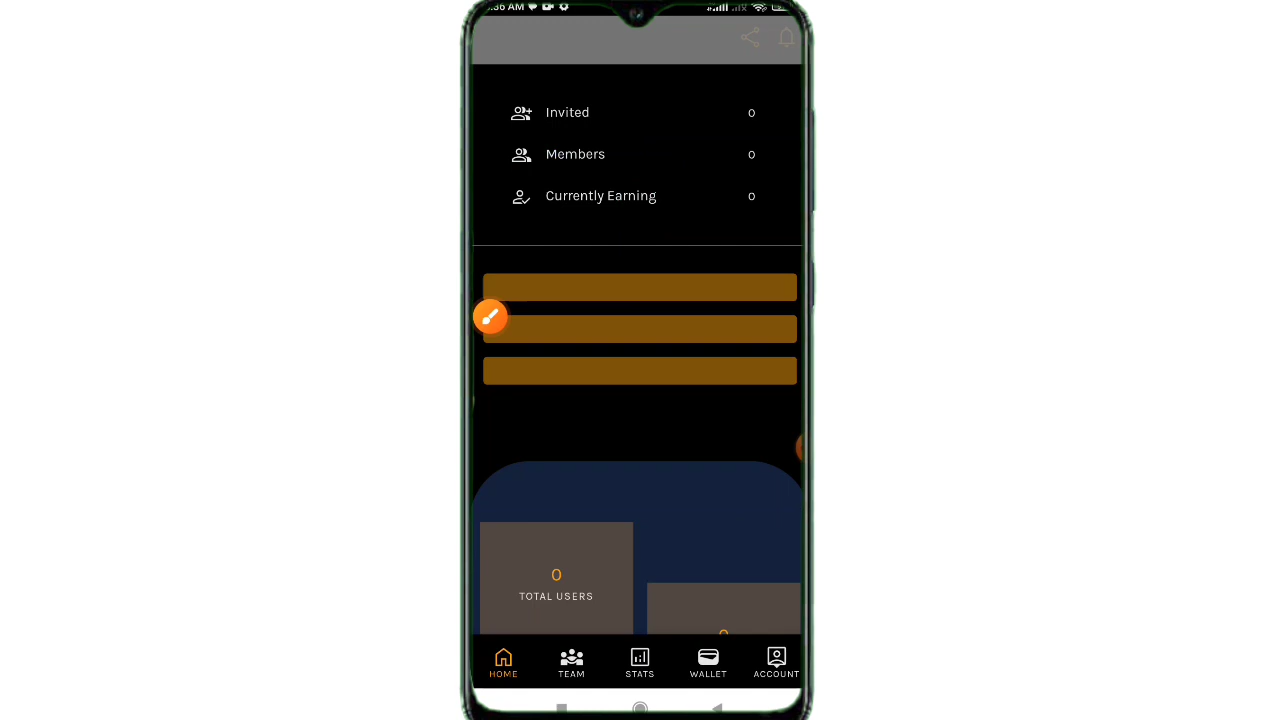 :36 AM
Invited 0
Members 0
Currently Earning 0
0
TOTAL USERS
HOME TEAM STATS WALLET ACCOUNT